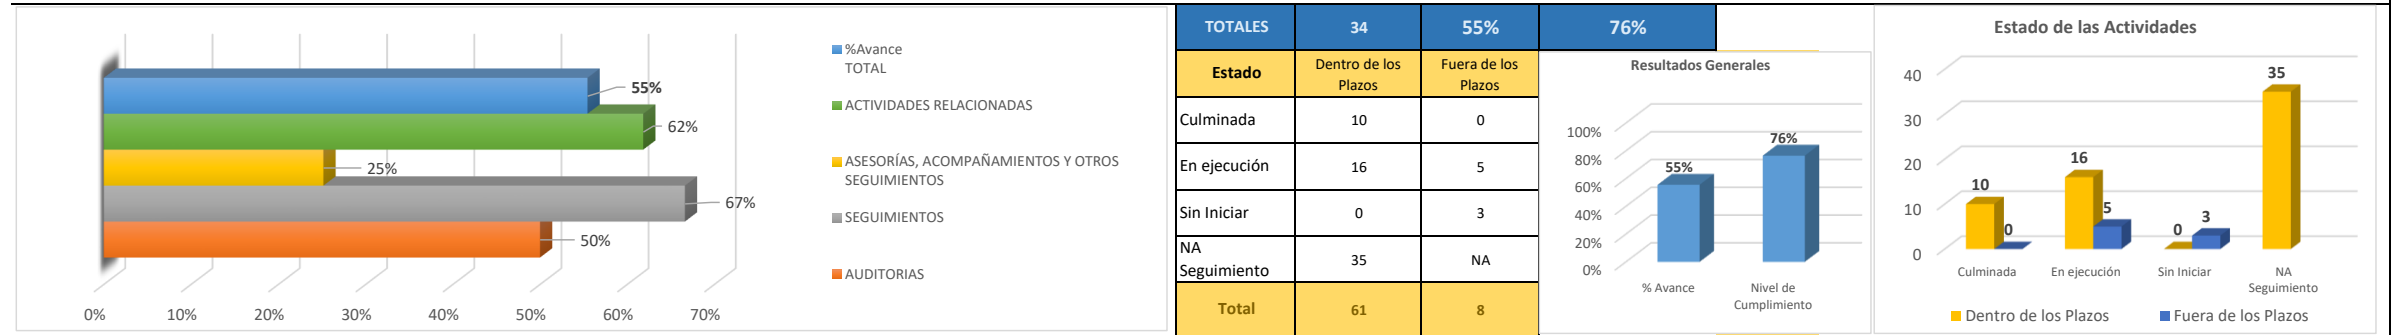 %Avance
TOTAL
ACTIVIDADES RELACIONADAS
ASESORÍAS, ACOMPAÑAMIENTOS Y OTROS
SEGUIMIENTOS
SEGUIMIENTOS
AUDITORIAS
55%
62%
25%
67%
50%
0% 10% 20% 30% 40% 50% 60% 70%
TOTALES 34 55% 76%
Estado Dentro de los Plazos Fuera de los Plazos
Culminada 10 0
En ejecución 16 5
Sin Iniciar 0 3
NA Seguimiento 35 NA
Total 61 8
Resultados Generales
100%
80%
60%
40%
20%
0%
55%
76%
% Avance
Nivel de
Cumplimiento
Estado de las Actividades
40
30
20
10
0
10
0
16
5
0
3
35
Culminada
En ejecución
Sin Iniciar
NA
Seguimiento
Dentro de los Plazos
Fuera de los Plazos